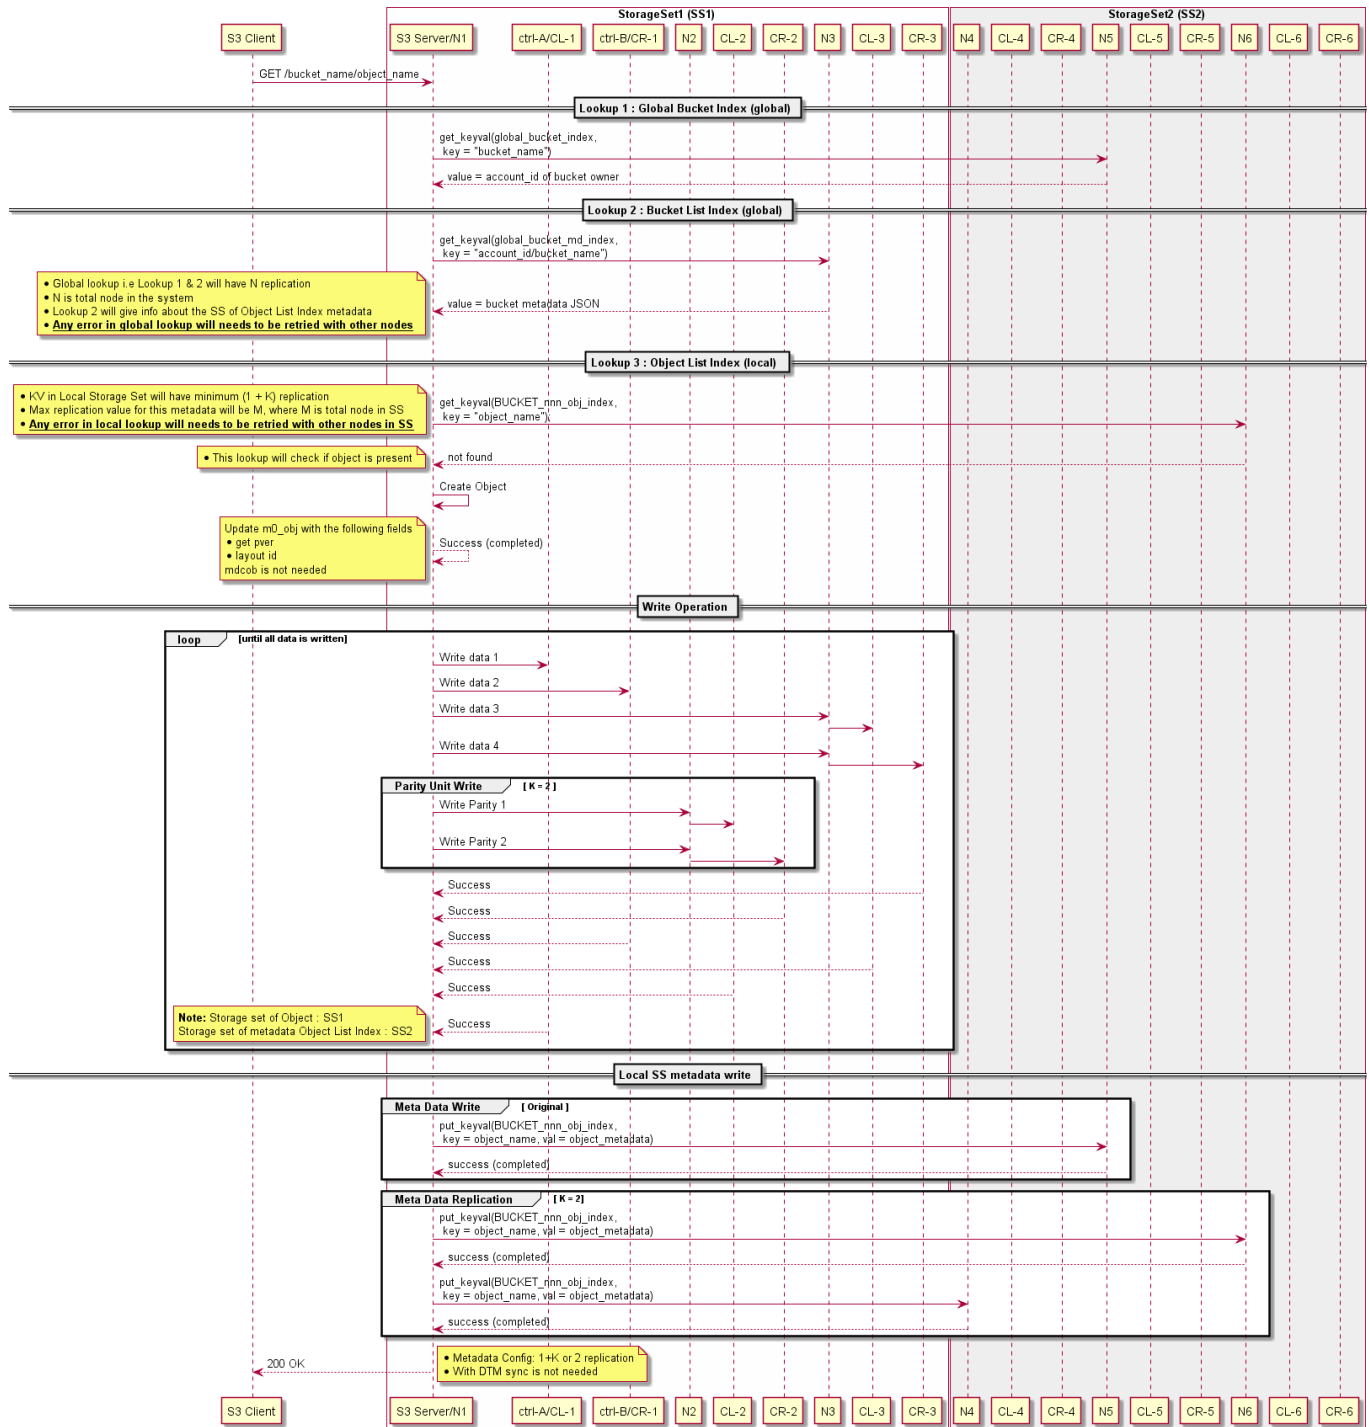 StorageSet1 (SS1)
StorageSet2 (SS2)
S3 Client
S3 Server/N1
ctrl-A/CL-1
ctrl-B/CR-1
N2
CL-2
CR-2
N3
CL-3
CR-3
N4
CL-4
CR-4
N5
CL-5
CR-5
N6
CL-6
CR-6
GET /bucket_name/object_name
Lookup 1 : Global Bucket Index (global)
get_keyval(global_bucket_index,
key = "bucket_name")
value = account_id of bucket owner
Lookup 2 : Bucket List Index (global)
get_keyval(global_bucket_md_index,
key = "account_id/bucket_name")
• Global lookup i.e Lookup 1 & 2 will have N replication
• N is total node in the system
• Lookup 2 will give info about the SS of Object List Index metadata
• Any error in global lookup will needs to be retried with other nodes
value = bucket metadata JSON
Lookup 3 : Object List Index (local)
• KV in Local Storage Set will have minimum (1 + K) replication
• Max replication value for this metadata will be M, where M is total node in SS
• Any error in local lookup will needs to be retried with other nodes in SS
get_keyval(BUCKET_nnn_obj_index,
key = "object_name")
• This lookup will check if object is present
not found
Create Object
Update m0_obj with the following fields
• get pver
• layout id
mdcob is not needed
Success (completed)
Write Operation
loop
[until all data is written]
Write data 1
Write data 2
Write data 3
Write data 4
Parity Unit Write
[ K = 2 ]
Write Parity 1
Write Parity 2
Success
Success
Success
Success
Success
Note: Storage set of Object : SS1
Storage set of metadata Object List Index : SS2
Success
Local SS metadata write
Meta Data Write
[ Original ]
put_keyval(BUCKET_nnn_obj_index,
key = object_name, val = object_metadata)
success (completed)
Meta Data Replication
[ K = 2]
put_keyval(BUCKET_nnn_obj_index,
key = object_name, val = object_metadata)
success (completed)
put_keyval(BUCKET_nnn_obj_index,
key = object_name, val = object_metadata)
success (completed)
200 OK
• Metadata Config: 1+K or 2 replication
• With DTM sync is not needed
S3 Client
S3 Server/N1
ctrl-A/CL-1
ctrl-B/CR-1
N2
CL-2
CR-2
N3
CL-3
CR-3
N4
CL-4
CR-4
N5
CL-5
CR-5
N6
CL-6
CR-6